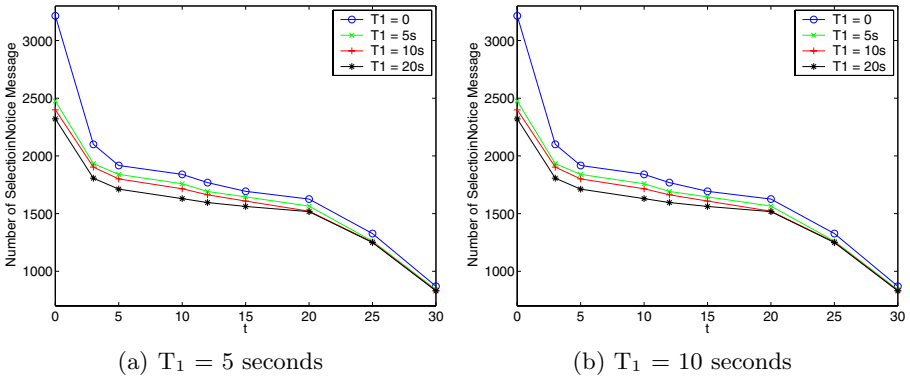 3000
2500
2000
1500
1000
Number of SelectioinNotice Message
0 5 10 15 20 25 30
t
T1 = 0
T1 = 5s
T1 = 10s
T1 = 20s
(a) T₁ = 5 seconds
3000
2500
2000
1500
1000
Number of SelectioinNotice Message
0 5 10 15 20 25 30
t
T1 = 0
T1 = 5s
T1 = 10s
T1 = 20s
(b) T₁ = 10 seconds